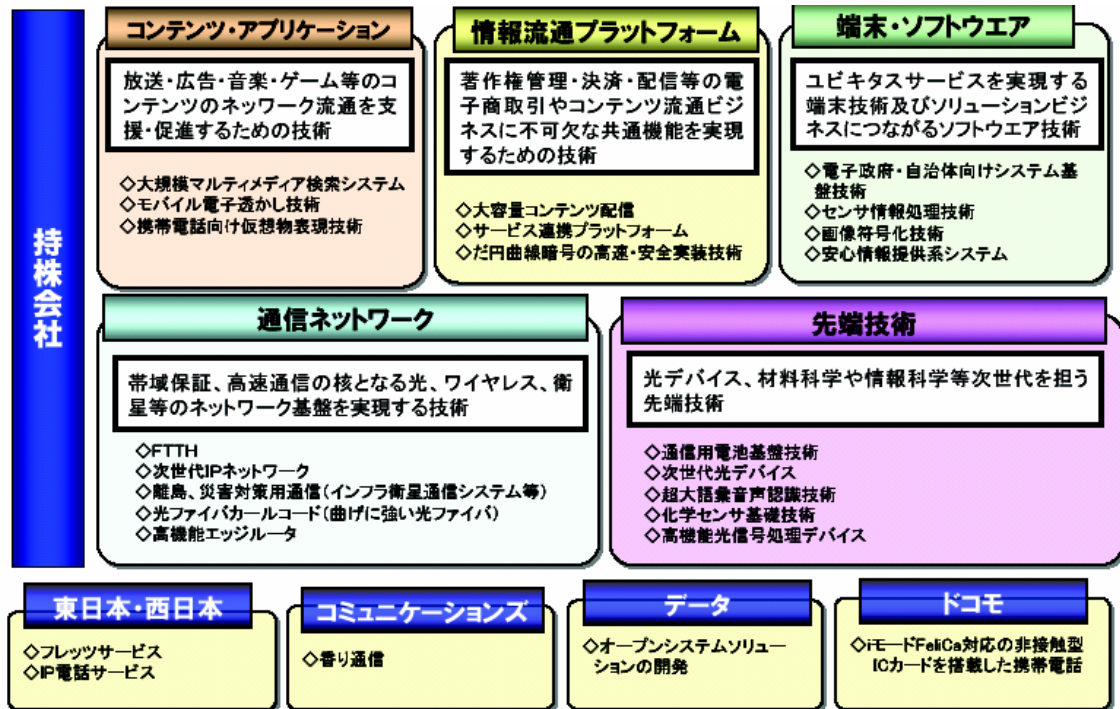 持株会社
コンテンツ・アプリケーション
放送・広告・音楽・ゲーム等のコ
ンテンツのネッワーク流通を支
援・促進するための技術
◇大規模マルティメディア検索システム
◇モバイル電子透かし技術
◇携帯電話向け仮想物表現技術
情報流通プラットフォーム
著作権管理・決済・配信等の電
子商取引やコンテンツ流通ビジ
ネスに不可欠な共通機能を実現
するための技術
◇大容量コンテンツ配信
◇サービス連携プラットフォーム
◇だ円曲線暗号の高速・安全実装技術
端末・ソフトウエア
ユビキタスサービスを実現する
端末技術及びソリューションビジ
ネスにつながるソフトウエア技術
◇電子政府・自治体向けシステム基
盤技術
◇センサ情報処理技術
◇画像符号化技術
◇安心情報提供系システム
通信ネットワーク
帯域保証、高速通信の核となる光、ワイヤレス、衛
星等のネットワーク基盤を実現する技術
◇FTTH
◇次世代IPネットワーク
◇離島、災害対策用通信(インフラ衛星通信システム等)
◇光ファイバカールコード(曲げに強い光ファイバ)
◇高機能エッジルータ
先端技術
光デバイス、材料科学や情報科学等次世代を担う
先端技術
◇通信用電池基盤技術
◇次世代光デバイス
◇超大語彙音声認識技術
◇化学センサ基礎技術
◇高機能光信号処理デバイス
東日本・西日本
◇フレッツサービス
◇IP電話サービス
コミュニケーションズ
◇香り通信
データ
◇オープンシステムソリュー
ションの開発
ドコモ
◇iモードFeliCa対応の非接触型
ICカードを搭載した携帯電話